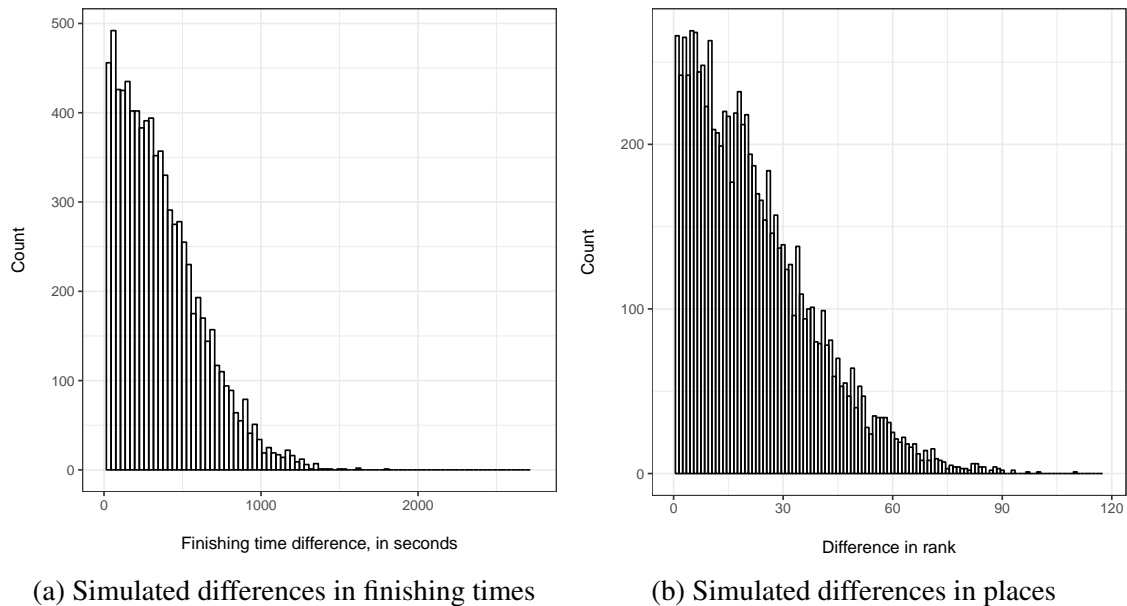 500
400
300
200
100
0
Count
0 1000 2000
Finishing time difference, in seconds
(a) Simulated differences in finishing times
200
100
0
Count
0 30 60 90 120
Difference in rank
(b) Simulated differences in places